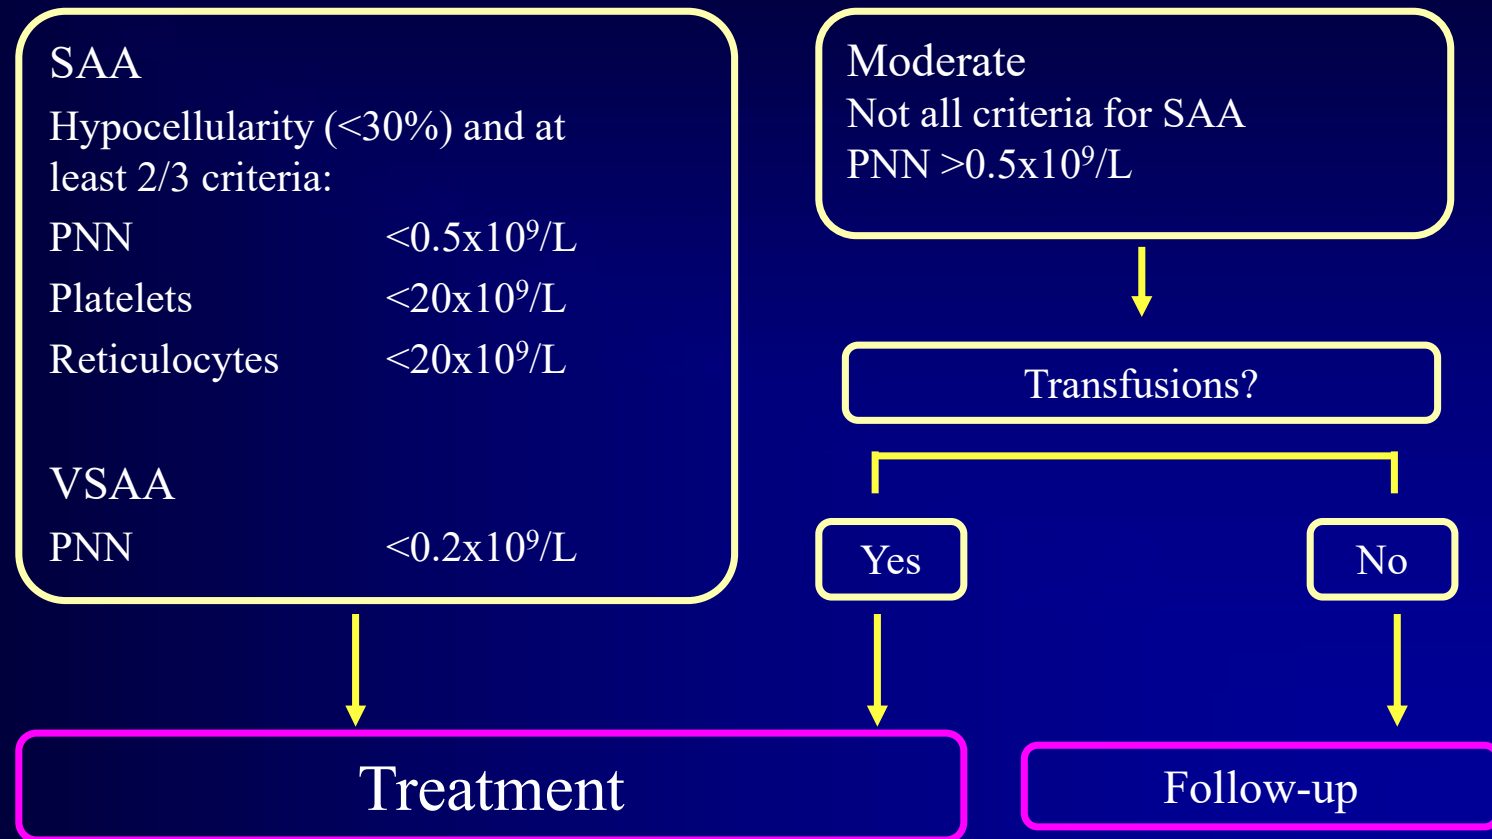 SAA
Hypocellularity (<30%) and at
least 2/3 criteria:
PNN <0.5x10⁹/L
Platelets <20x10⁹/L
Reticulocytes <20x10⁹/L
VSAA
PNN <0.2x10⁹/L
Moderate
Not all criteria for SAA
PNN >0.5x10⁹/L
Transfusions?
Yes
No
Treatment
Follow-up